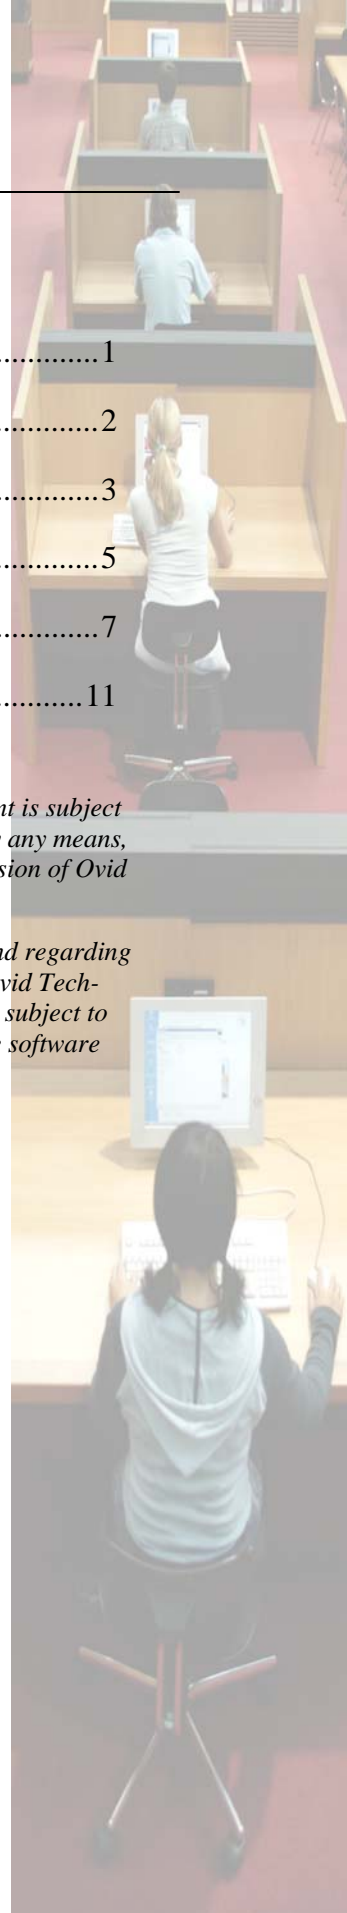 .............1
.............2
.............3
.............5
.............7
............11
nt is subject
any means,
sion of Ovid
nd regarding
vid Tech-
subject to
software